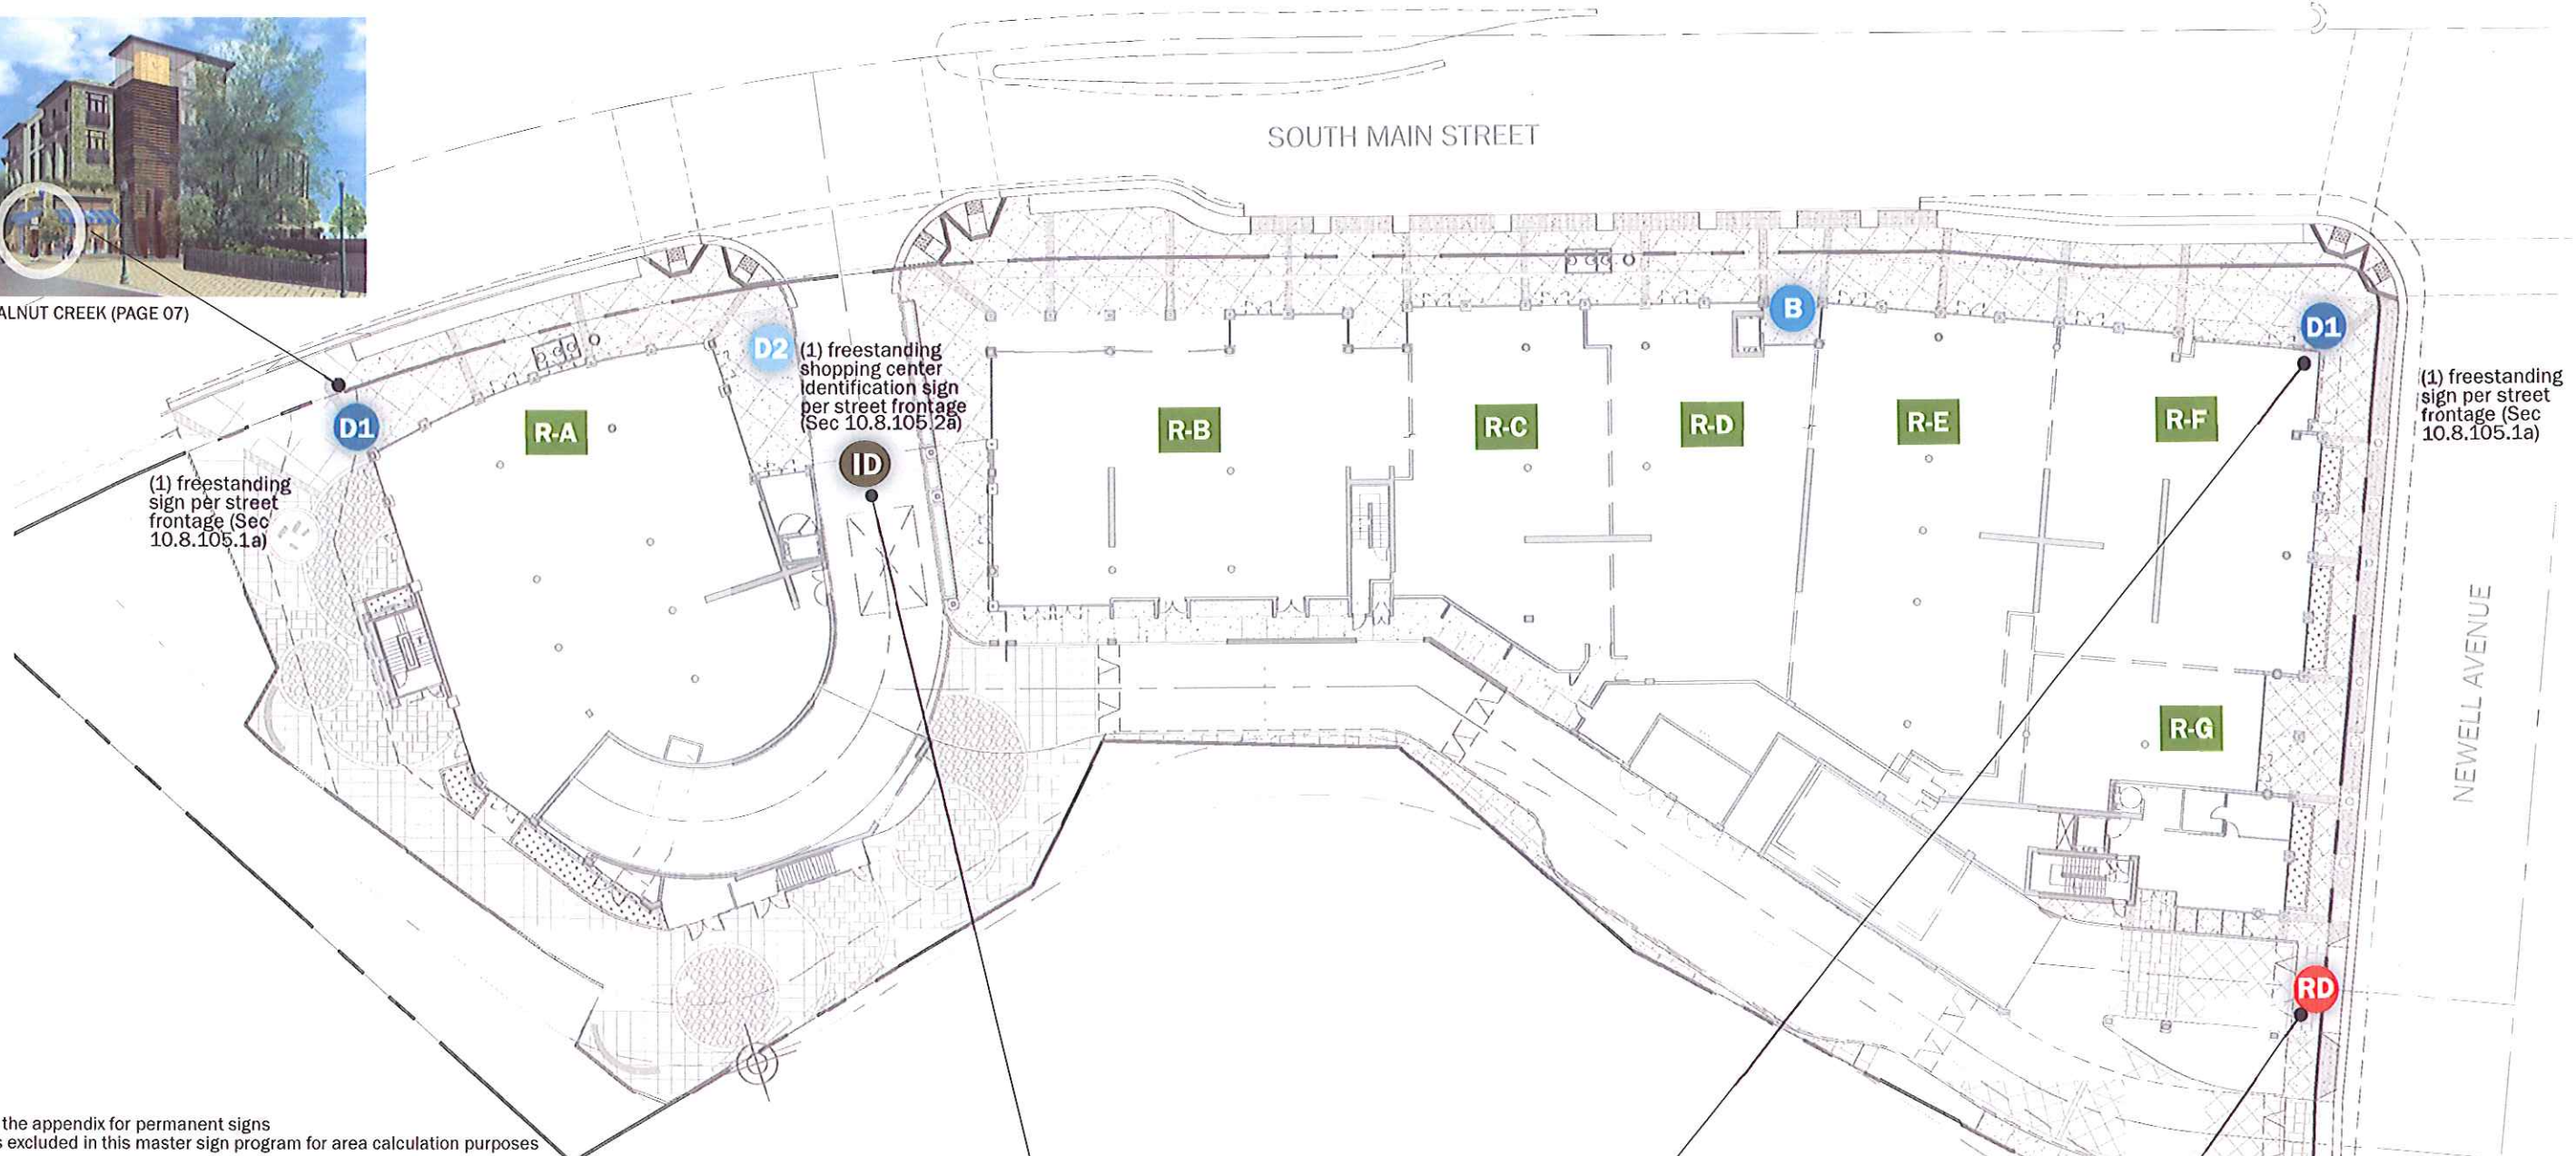 SOUTH MAIN STREET
ALNUT CREEK (PAGE 07)
D1
(1) freestanding
sign per street
frontage (Sec
10.8.105.1a)
R-A
D2
(1) freestanding
shopping center
identification sign
per street frontage
(Sec 10.8.105.2a)
ID
R-B
R-C
R-D
B
R-E
R-F
D1
(1) freestanding
sign per street
frontage (Sec
10.8.105.1a)
R-G
NEWELL AVENUE
RD
the appendix for permanent signs
s excluded in this master sign program for area calculation purposes